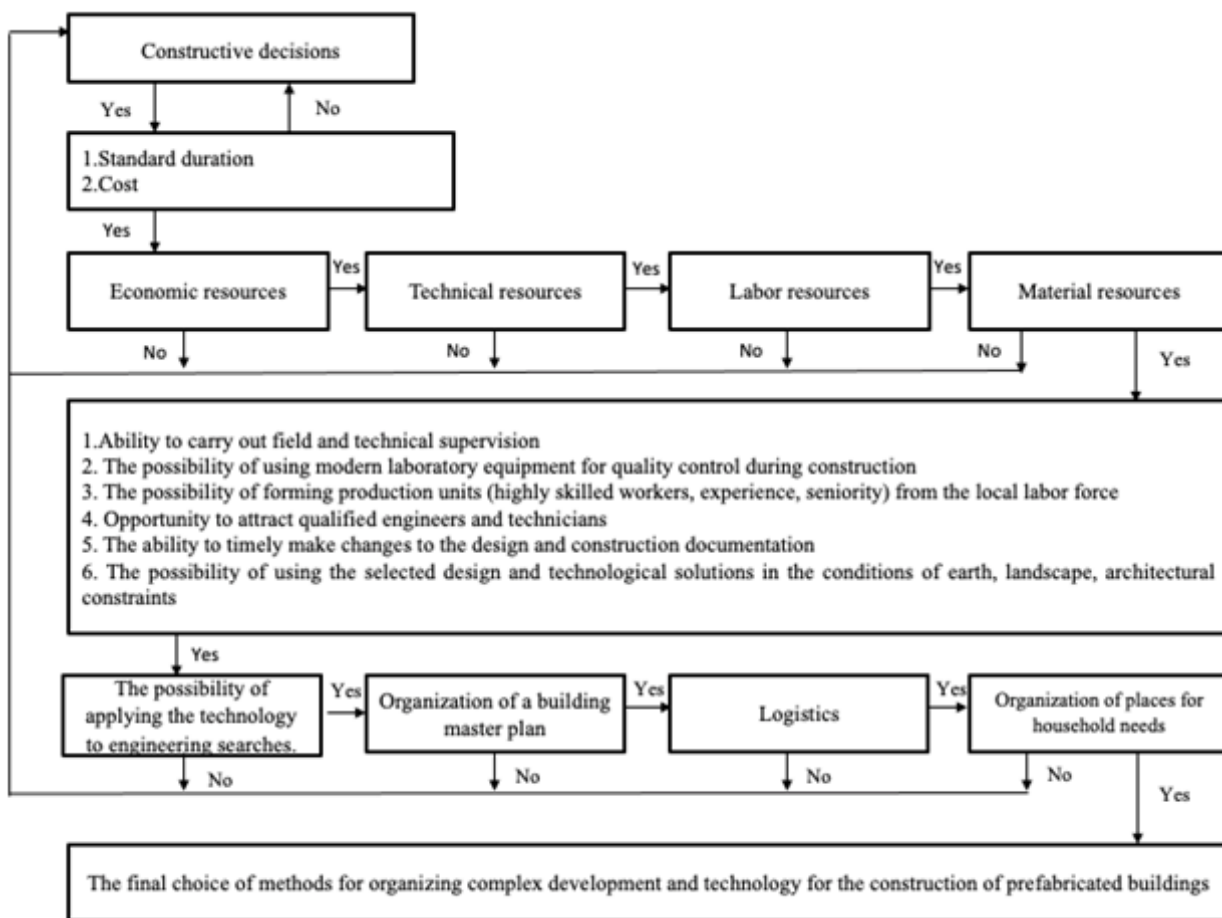 Constructive decisions
Yes
No
1.Standard duration
2.Cost
Yes
Economic resources
Yes
Technical resources
Yes
Labor resources
Yes
Material resources
No
No
No
No
Yes
1.Ability to carry out field and technical supervision
2. The possibility of using modern laboratory equipment for quality control during construction
3. The possibility of forming production units (highly skilled workers, experience, seniority) from the local labor force
4. Opportunity to attract qualified engineers and technicians
5. The ability to timely make changes to the design and construction documentation
6. The possibility of using the selected design and technological solutions in the conditions of earth, landscape, architectural
constraints
Yes
The possibility of
applying the technology
to engineering searches.
Yes
Organization of a building
master plan
Yes
Logistics
Yes
Organization of places for
household needs
No
No
No
No
Yes
The final choice of methods for organizing complex development and technology for the construction of prefabricated buildings